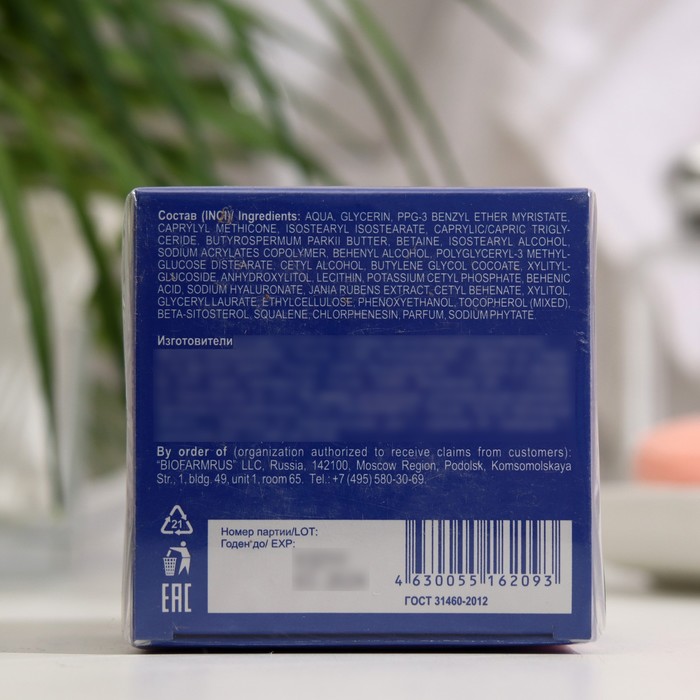 Состав (INCI)/ Ingredients: AQUA, GLYCERIN, PPG-3 BENZYL ETHER MYRISTATE,
CAPRYLYL METHICONE, ISOSTEARYL ISOSTEARATE, CAPRYLIC/CAPRIC TRIGLY-
CERIDE, BUTYROSPERMUM PARKII BUTTER, BETAINE, ISOSTEARYL ALCOHOL,
SODIUM ACRYLATES COPOLYMER, BEHENYL ALCOHOL, POLYGLYCERYL-3 METHYL-
GLUCOSE DISTEARATE, CETYL ALCOHOL, BUTYLENE GLYCOL COCOATE, XYLITYL-
GLUCOSIDE, ANHYDROXYLITOL, LECITHIN, POTASSIUM CETYL PHOSPHATE, BEHENIC
ACID, SODIUM HYALURONATE, JANIA RUBENS EXTRACT, CETYL BEHENATE, XYLITOL,
GLYCERYL LAURATE, ETHYLCELLULOSE, PHENOXYETHANOL, TOCOPHEROL (MIXED),
BETA-SITOSTEROL, SQUALENE, CHLORPHENESIN, PARFUM, SODIUM PHYTATE.
Изготовители
By order of (organization authorized to receive claims from customers):
"BIOFARMRUS" LLC, Russia, 142100, Moscow Region, Podolsk, Komsomolskaya
Str., 1, bldg. 49, unit 1, room 65. Tel.: +7 (495) 580-30-69.
21
EAC
Номер партии/LOT:
Годен до/ EXP:
4 630055 162093
ГОСТ 31460-2012